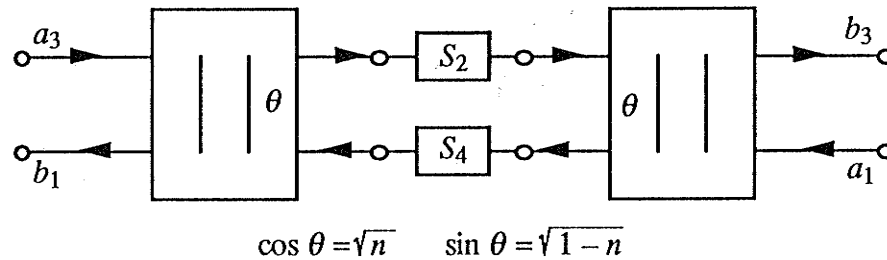 a₃ S₂ b₃
θ θ
b₁ S₄ a₁
cos θ = √n sin θ = √1 − n